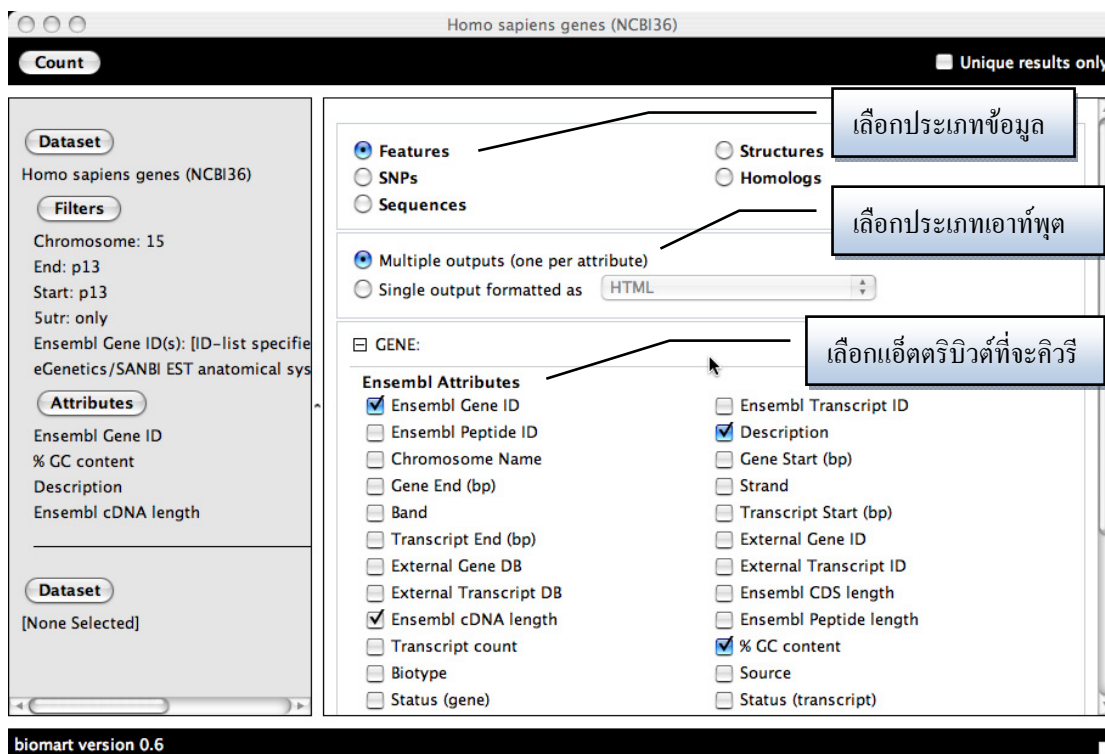 Homo sapiens genes (NCBI36)
Count
Unique results only
Dataset
Homo sapiens genes (NCBI36)
Filters
Chromosome: 15
End: p13
Start: p13
5utr: only
Ensembl Gene ID(s): [ID-list specifie
eGenetics/SANBI EST anatomical sys
Attributes
Ensembl Gene ID
% GC content
Description
Ensembl cDNA length
Dataset
[None Selected]
เลือกประเภทข้อมูล
Features
Structures
SNPs
Homologs
Sequences
เลือกประเภทเอาท์พุต
Multiple outputs (one per attribute)
Single output formatted as HTML
GENE:
เลือกแอ็ตตริบิวต์ที่จะคิวรี
Ensembl Attributes
Ensembl Gene ID
Ensembl Transcript ID
Ensembl Peptide ID
Description
Chromosome Name
Gene Start (bp)
Gene End (bp)
Strand
Band
Transcript Start (bp)
Transcript End (bp)
External Gene ID
External Gene DB
External Transcript ID
External Transcript DB
Ensembl CDS length
Ensembl cDNA length
Ensembl Peptide length
Transcript count
% GC content
Biotype
Source
Status (gene)
Status (transcript)
biomart version 0.6